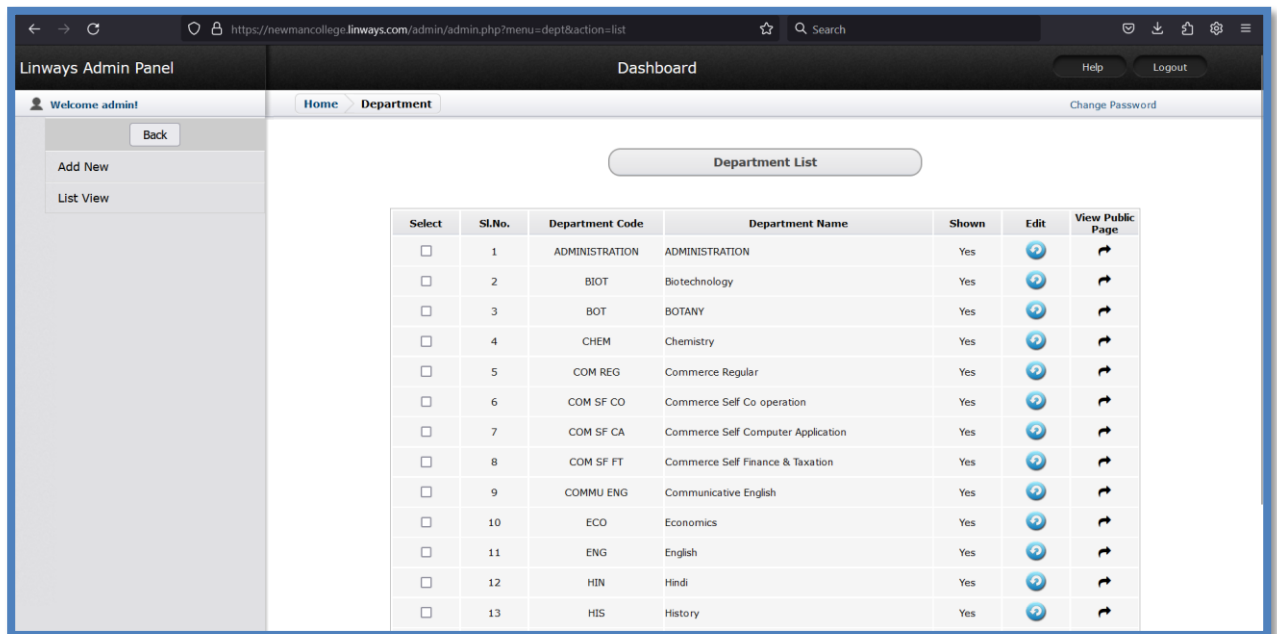 https://newmancollege.linways.com/admin/admin.php?menu=dept&action=list Search
Linways Admin Panel Dashboard Help Logout
Welcome admin! Home Department Change Password
Back
Add New
List View
Department List
Select Sl.No. Department Code Department Name Shown Edit View Public Page
1 ADMINISTRATION ADMINISTRATION Yes
2 BIOT Biotechnology Yes
3 BOT BOTANY Yes
4 CHEM Chemistry Yes
5 COM REG Commerce Regular Yes
6 COM SF CO Commerce Self Co operation Yes
7 COM SF CA Commerce Self Computer Application Yes
8 COM SF FT Commerce Self Finance & Taxation Yes
9 COMMU ENG Communicative English Yes
10 ECO Economics Yes
11 ENG English Yes
12 HIN Hindi Yes
13 HIS History Yes